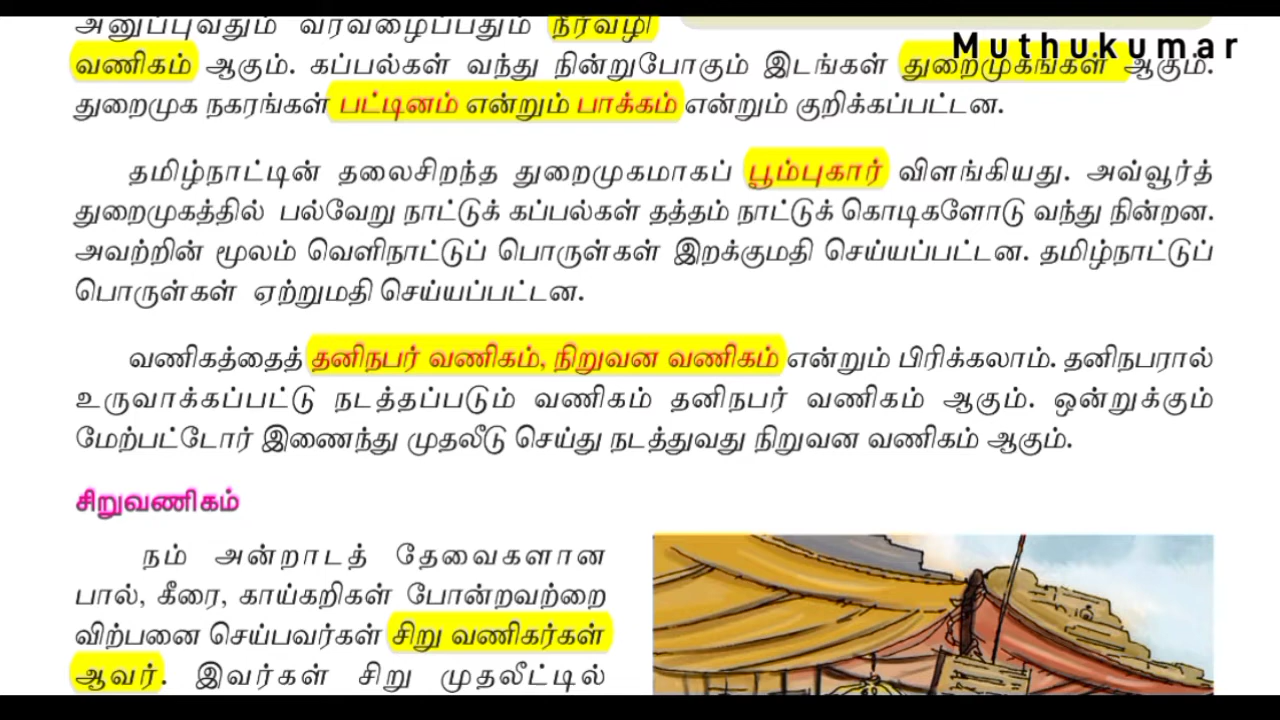 அனுப்புவதும் வரவழைப்பதும் நீர்வழி
Muthukumar
வணிகம் ஆகும். கப்பல்கள் வந்து நின்றுபோகும் இடங்கள் துறைமுகங்கள் ஆகும்.
துறைமுக நகரங்கள் பட்டினம் என்றும் பாக்கம் என்றும் குறிக்கப்பட்டன.
தமிழ்நாட்டின் தலைசிறந்த துறைமுகமாகப் பூம்புகார் விளங்கியது. அவ்வூர்த்
துறைமுகத்தில் பல்வேறு நாட்டுக் கப்பல்கள் தத்தம் நாட்டுக் கொடிகளோடு வந்து நின்றன.
அவற்றின் மூலம் வெளிநாட்டுப் பொருள்கள் இறக்குமதி செய்யப்பட்டன. தமிழ்நாட்டுப்
பொருள்கள் ஏற்றுமதி செய்யப்பட்டன.
வணிகத்தைத் தனிநபர் வணிகம், நிறுவன வணிகம் என்றும் பிரிக்கலாம். தனிநபரால்
உருவாக்கப்பட்டு நடத்தப்படும் வணிகம் தனிநபர் வணிகம் ஆகும். ஒன்றுக்கும்
மேற்பட்டோர் இணைந்து முதலீடு செய்து நடத்துவது நிறுவன வணிகம் ஆகும்.
சிறுவணிகம்
நம் அன்றாடத் தேவைகளான
பால், கீரை, காய்கறிகள் போன்றவற்றை
விற்பனை செய்பவர்கள் சிறு வணிகர்கள்
ஆவர். இவர்கள் சிறு முதலீட்டில்